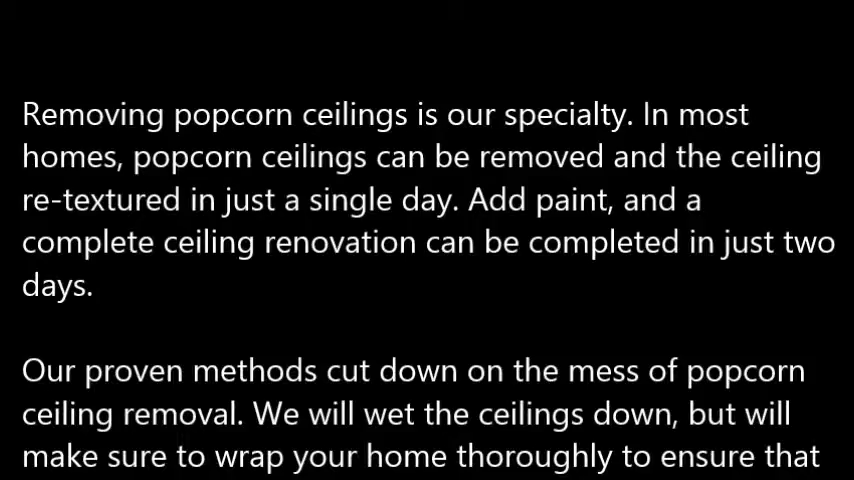 Removing popcorn ceilings is our specialty. In most
homes, popcorn ceilings can be removed and the ceiling
re-textured in just a single day. Add paint, and a
complete ceiling renovation can be completed in just two
days.
Our proven methods cut down on the mess of popcorn
ceiling removal. We will wet the ceilings down, but will
make sure to wrap your home thoroughly to ensure that